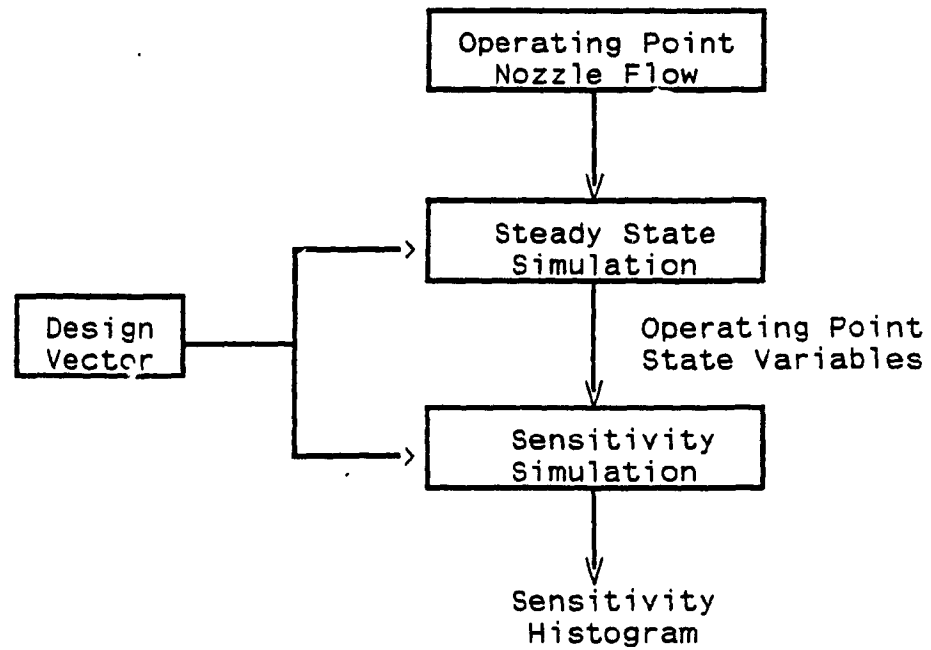 Operating Point
Nozzle Flow
Steady State
Simulation
Design
Vector
Operating Point
State Variables
Sensitivity
Simulation
Sensitivity
Histogram